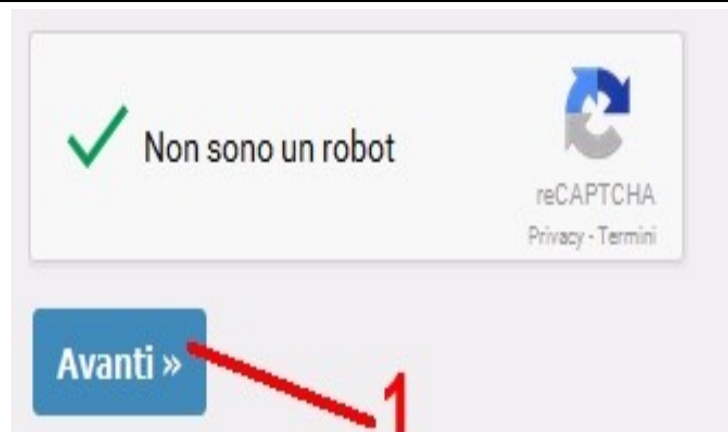 Non sono un robot
reCAPTCHA
Privacy - Termini
Avanti »
1